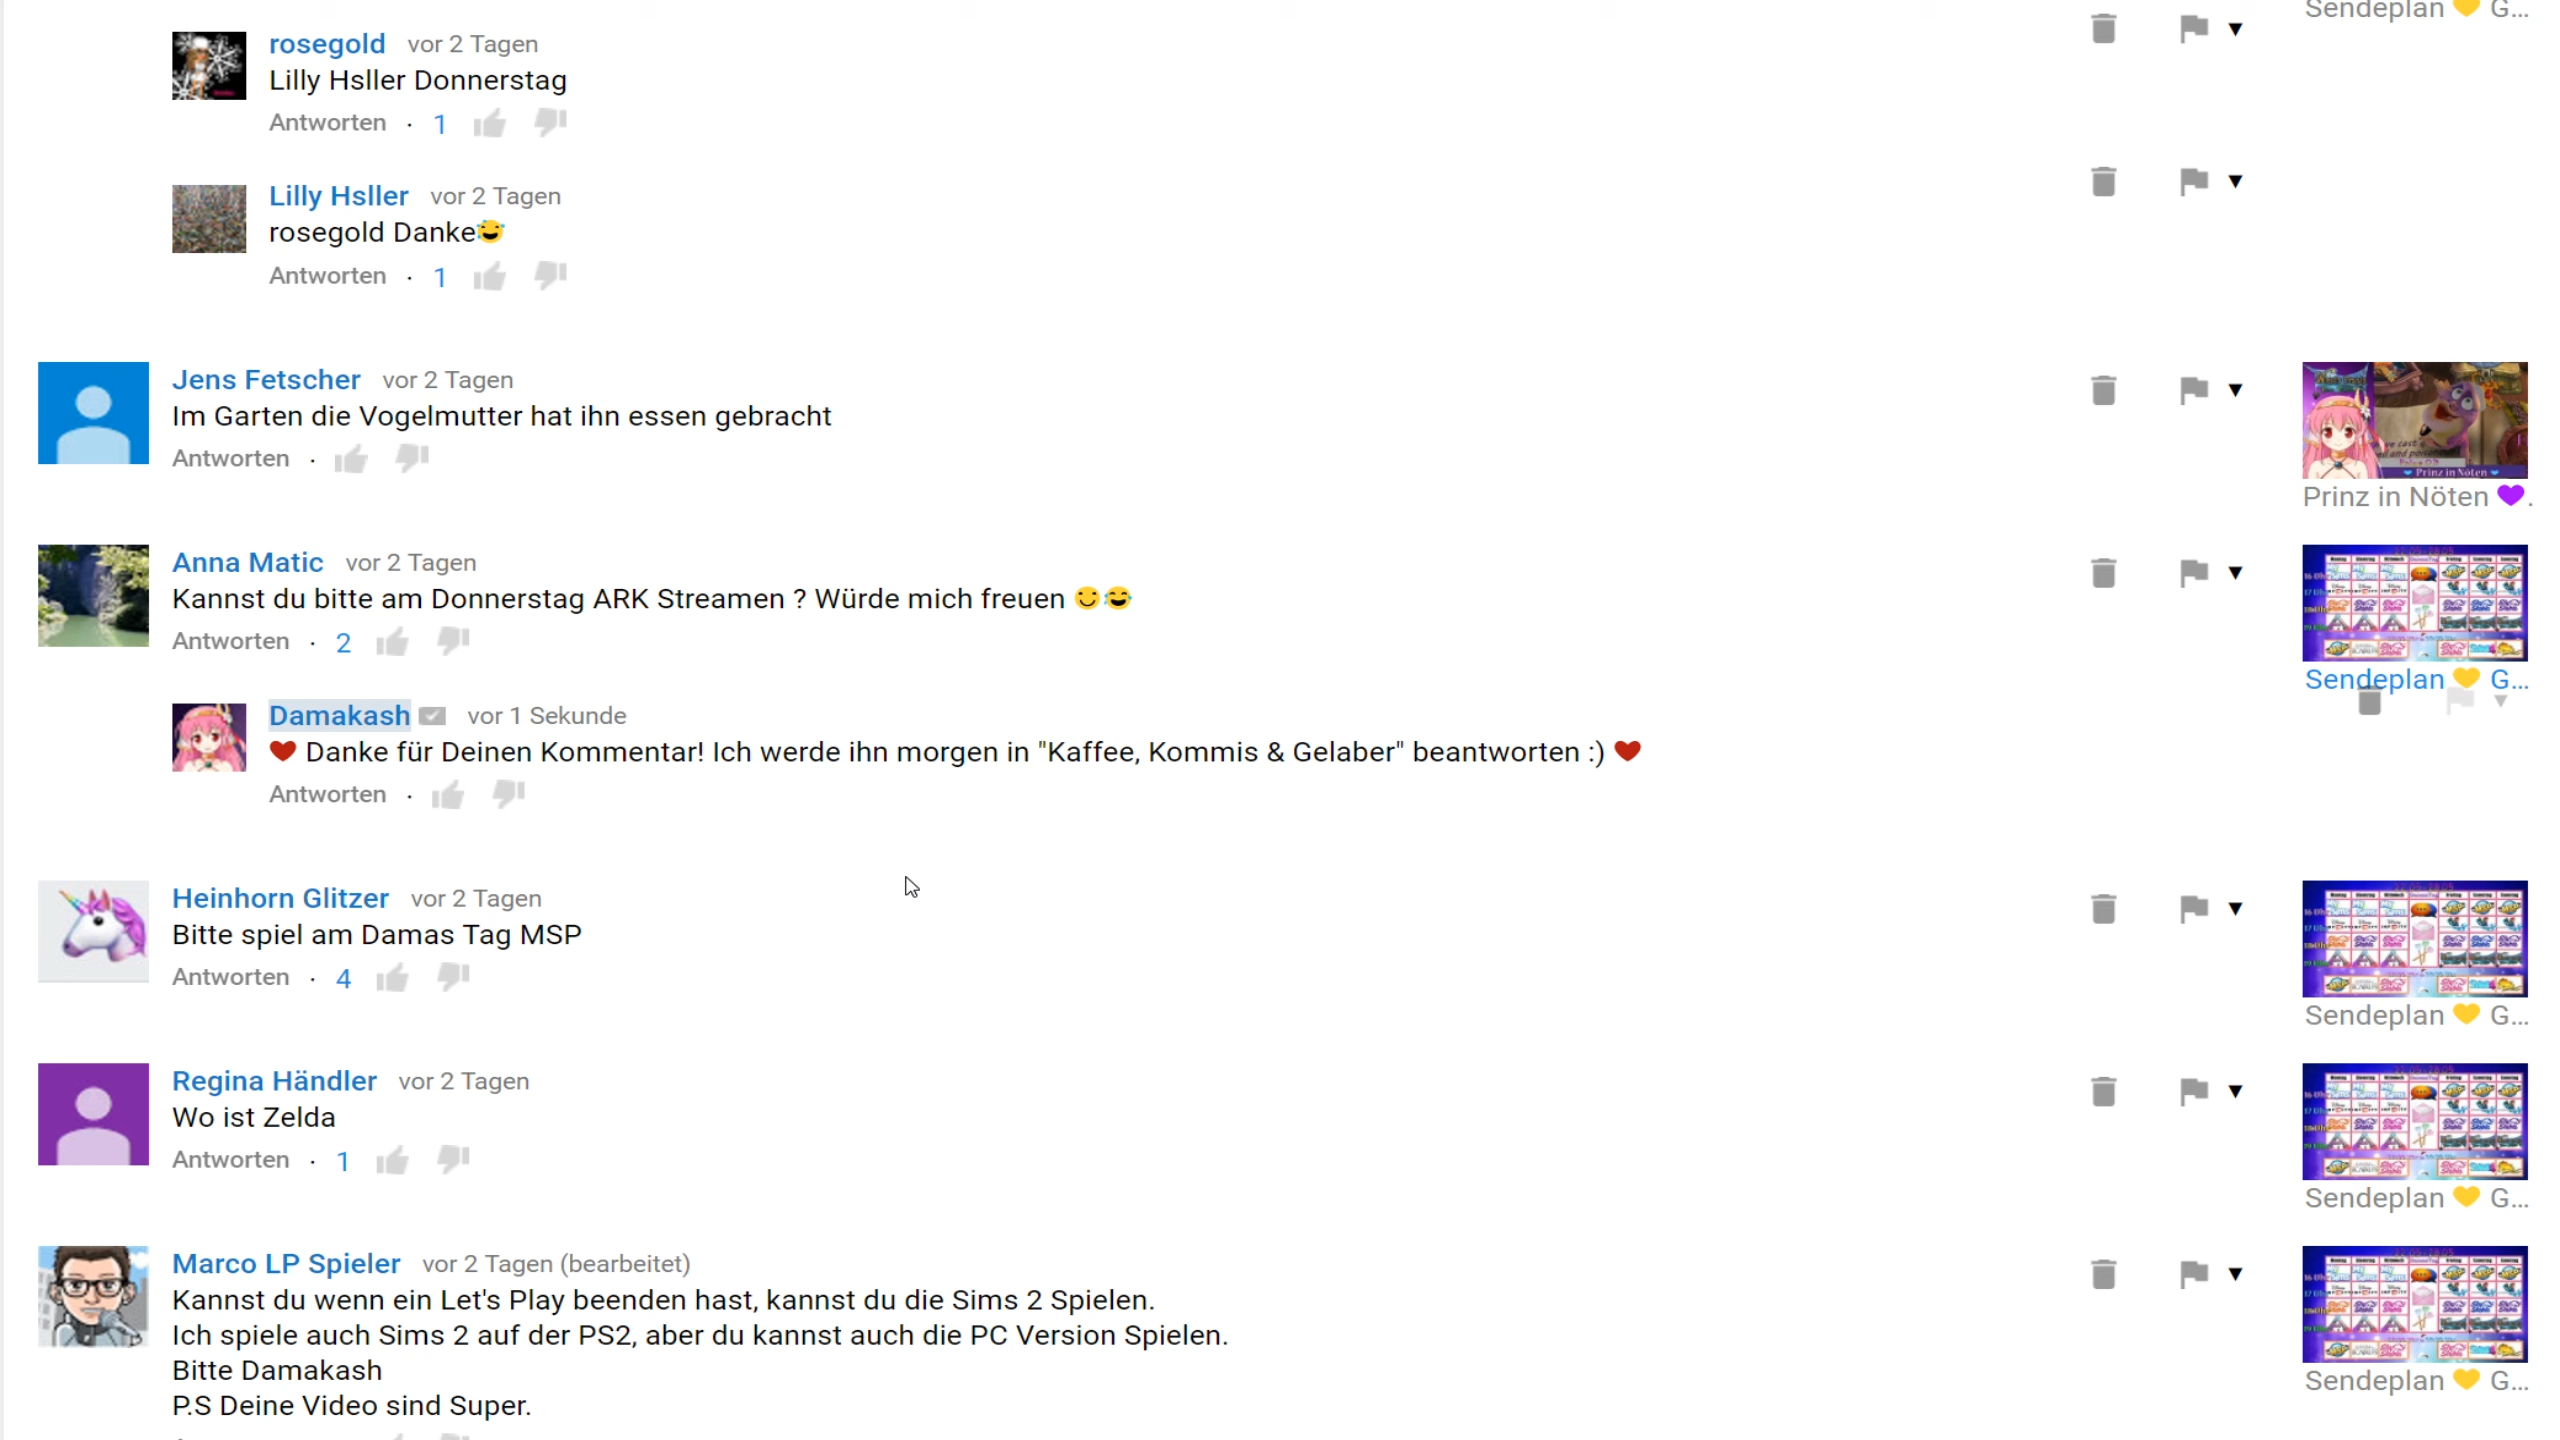 Sendeplan 💛 G...
rosegold vor 2 Tagen
Lilly Hsller Donnerstag
Antworten · 1
Lilly Hsller vor 2 Tagen
rosegold Danke😂
Antworten · 1
Jens Fetscher vor 2 Tagen
Im Garten die Vogelmutter hat ihn essen gebracht
Antworten ·
Prinz in Nöten
Prinz in Nöten 💜.
Anna Matic vor 2 Tagen
Kannst du bitte am Donnerstag ARK Streamen ? Würde mich freuen 😊😂
Antworten · 2
Sendeplan 💛 G...
Damakash vor 1 Sekunde
❤ Danke für Deinen Kommentar! Ich werde ihn morgen in "Kaffee, Kommis & Gelaber" beantworten :) ❤
Antworten ·
Heinhorn Glitzer vor 2 Tagen
Bitte spiel am Damas Tag MSP
Antworten · 4
Sendeplan 💛 G...
Regina Händler vor 2 Tagen
Wo ist Zelda
Antworten · 1
Sendeplan 💛 G...
Marco LP Spieler vor 2 Tagen (bearbeitet)
Kannst du wenn ein Let's Play beenden hast, kannst du die Sims 2 Spielen.
Ich spiele auch Sims 2 auf der PS2, aber du kannst auch die PC Version Spielen.
Bitte Damakash
P.S Deine Video sind Super.
Sendeplan 💛 G...